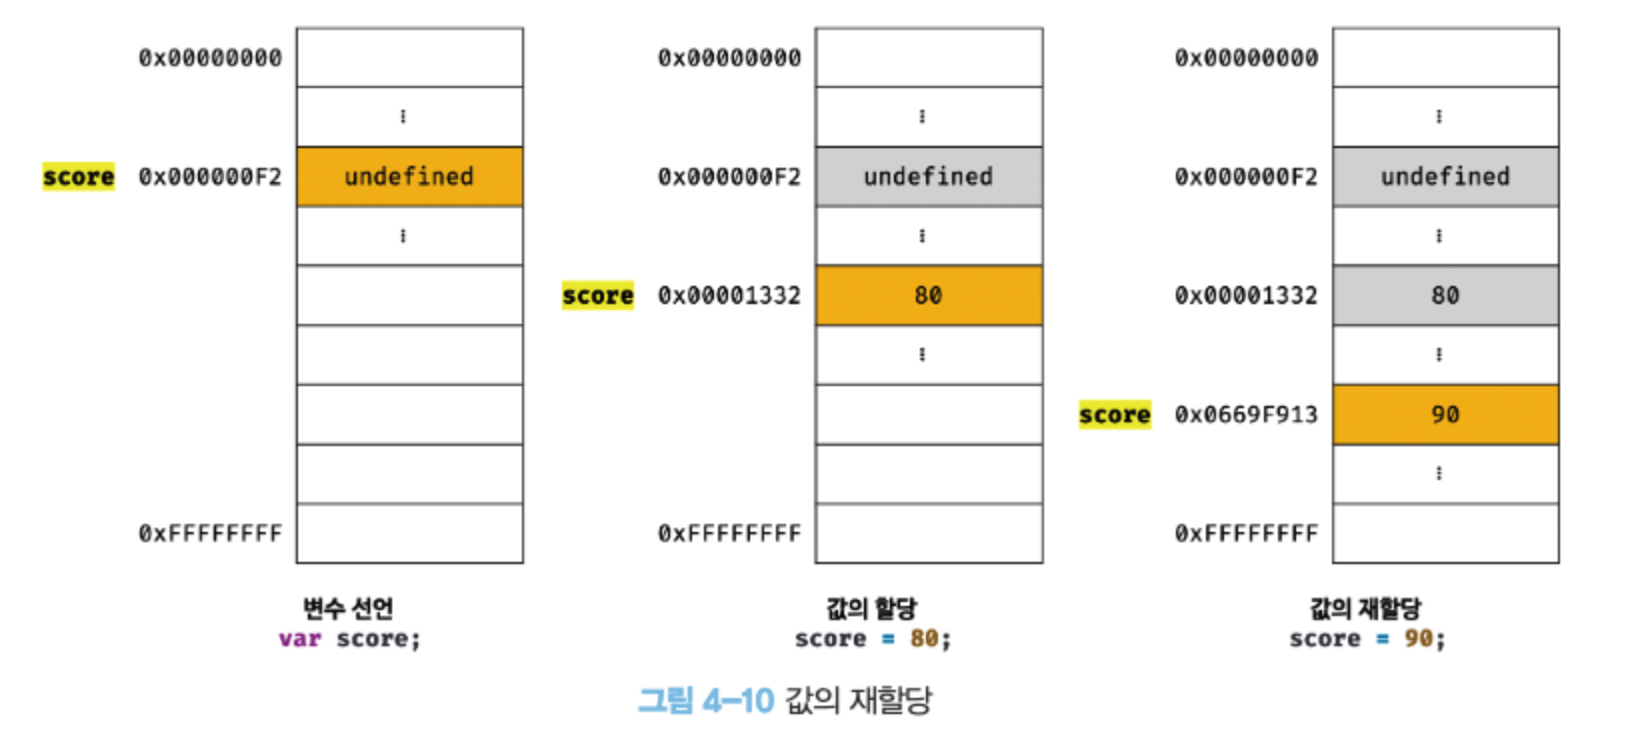 0x00000000
⋮
score 0x000000F2 undefined
⋮
0xFFFFFFFF
변수 선언
var score;
0x00000000
⋮
0x000000F2 undefined
⋮
score 0x00001332 80
⋮
0xFFFFFFFF
값의 할당
score = 80;
0x00000000
⋮
0x000000F2 undefined
⋮
0x00001332 80
⋮
score 0x0669F913 90
⋮
0xFFFFFFFF
값의 재할당
score = 90;
그림 4-10 값의 재할당